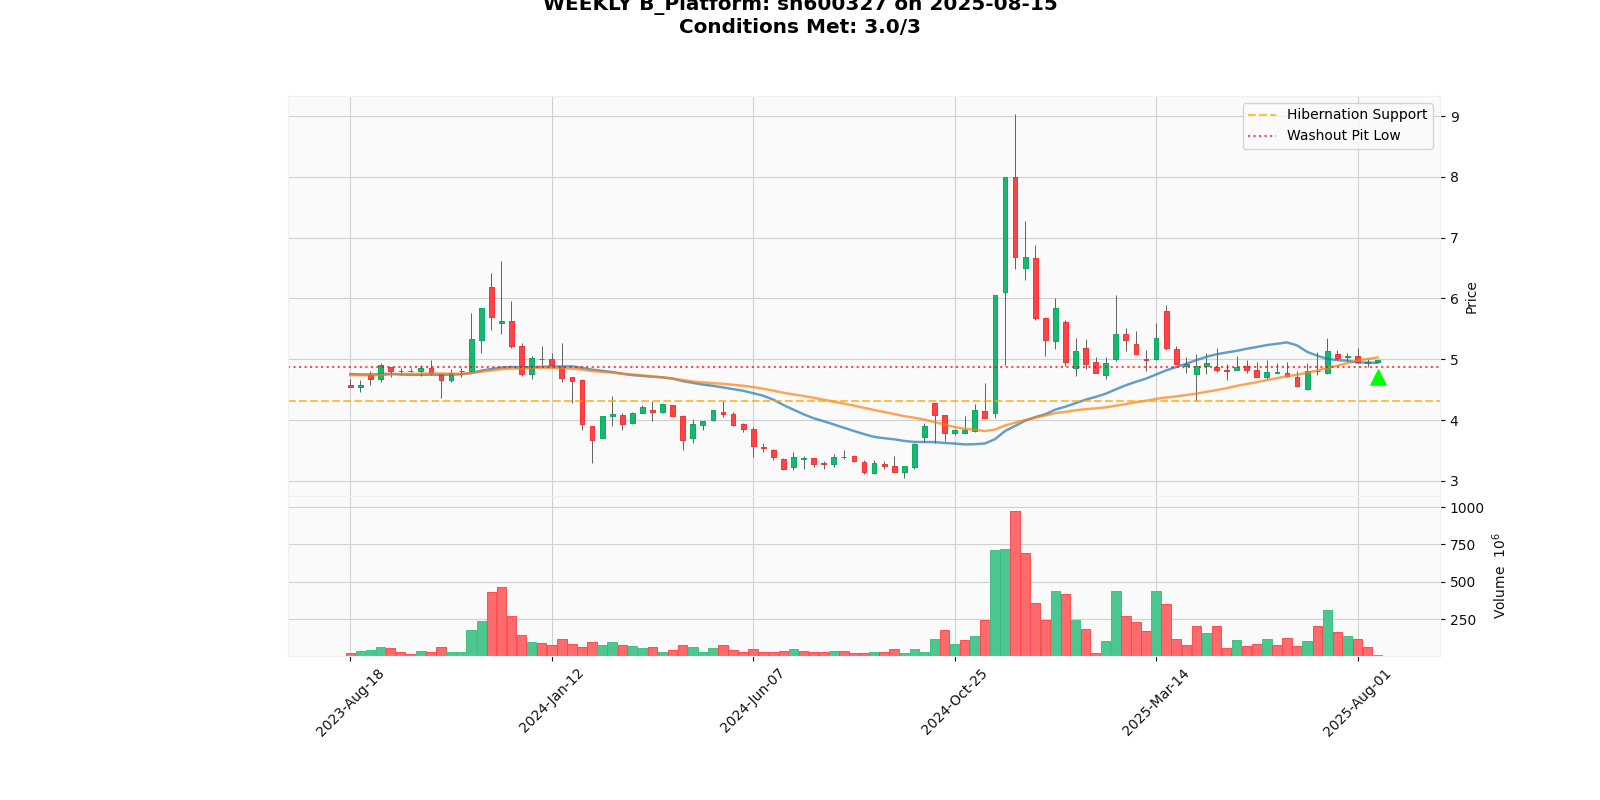 WEEKLY B_Platform: sh600327 on 2025-08-15
Conditions Met: 3.0/3
Hibernation Support
Washout Pit Low
9
8
7
6
5
4
3
Price
1000
750
500
250
Volume 10⁶
2023-Aug-18
2024-Jan-12
2024-Jun-07
2024-Oct-25
2025-Mar-14
2025-Aug-01